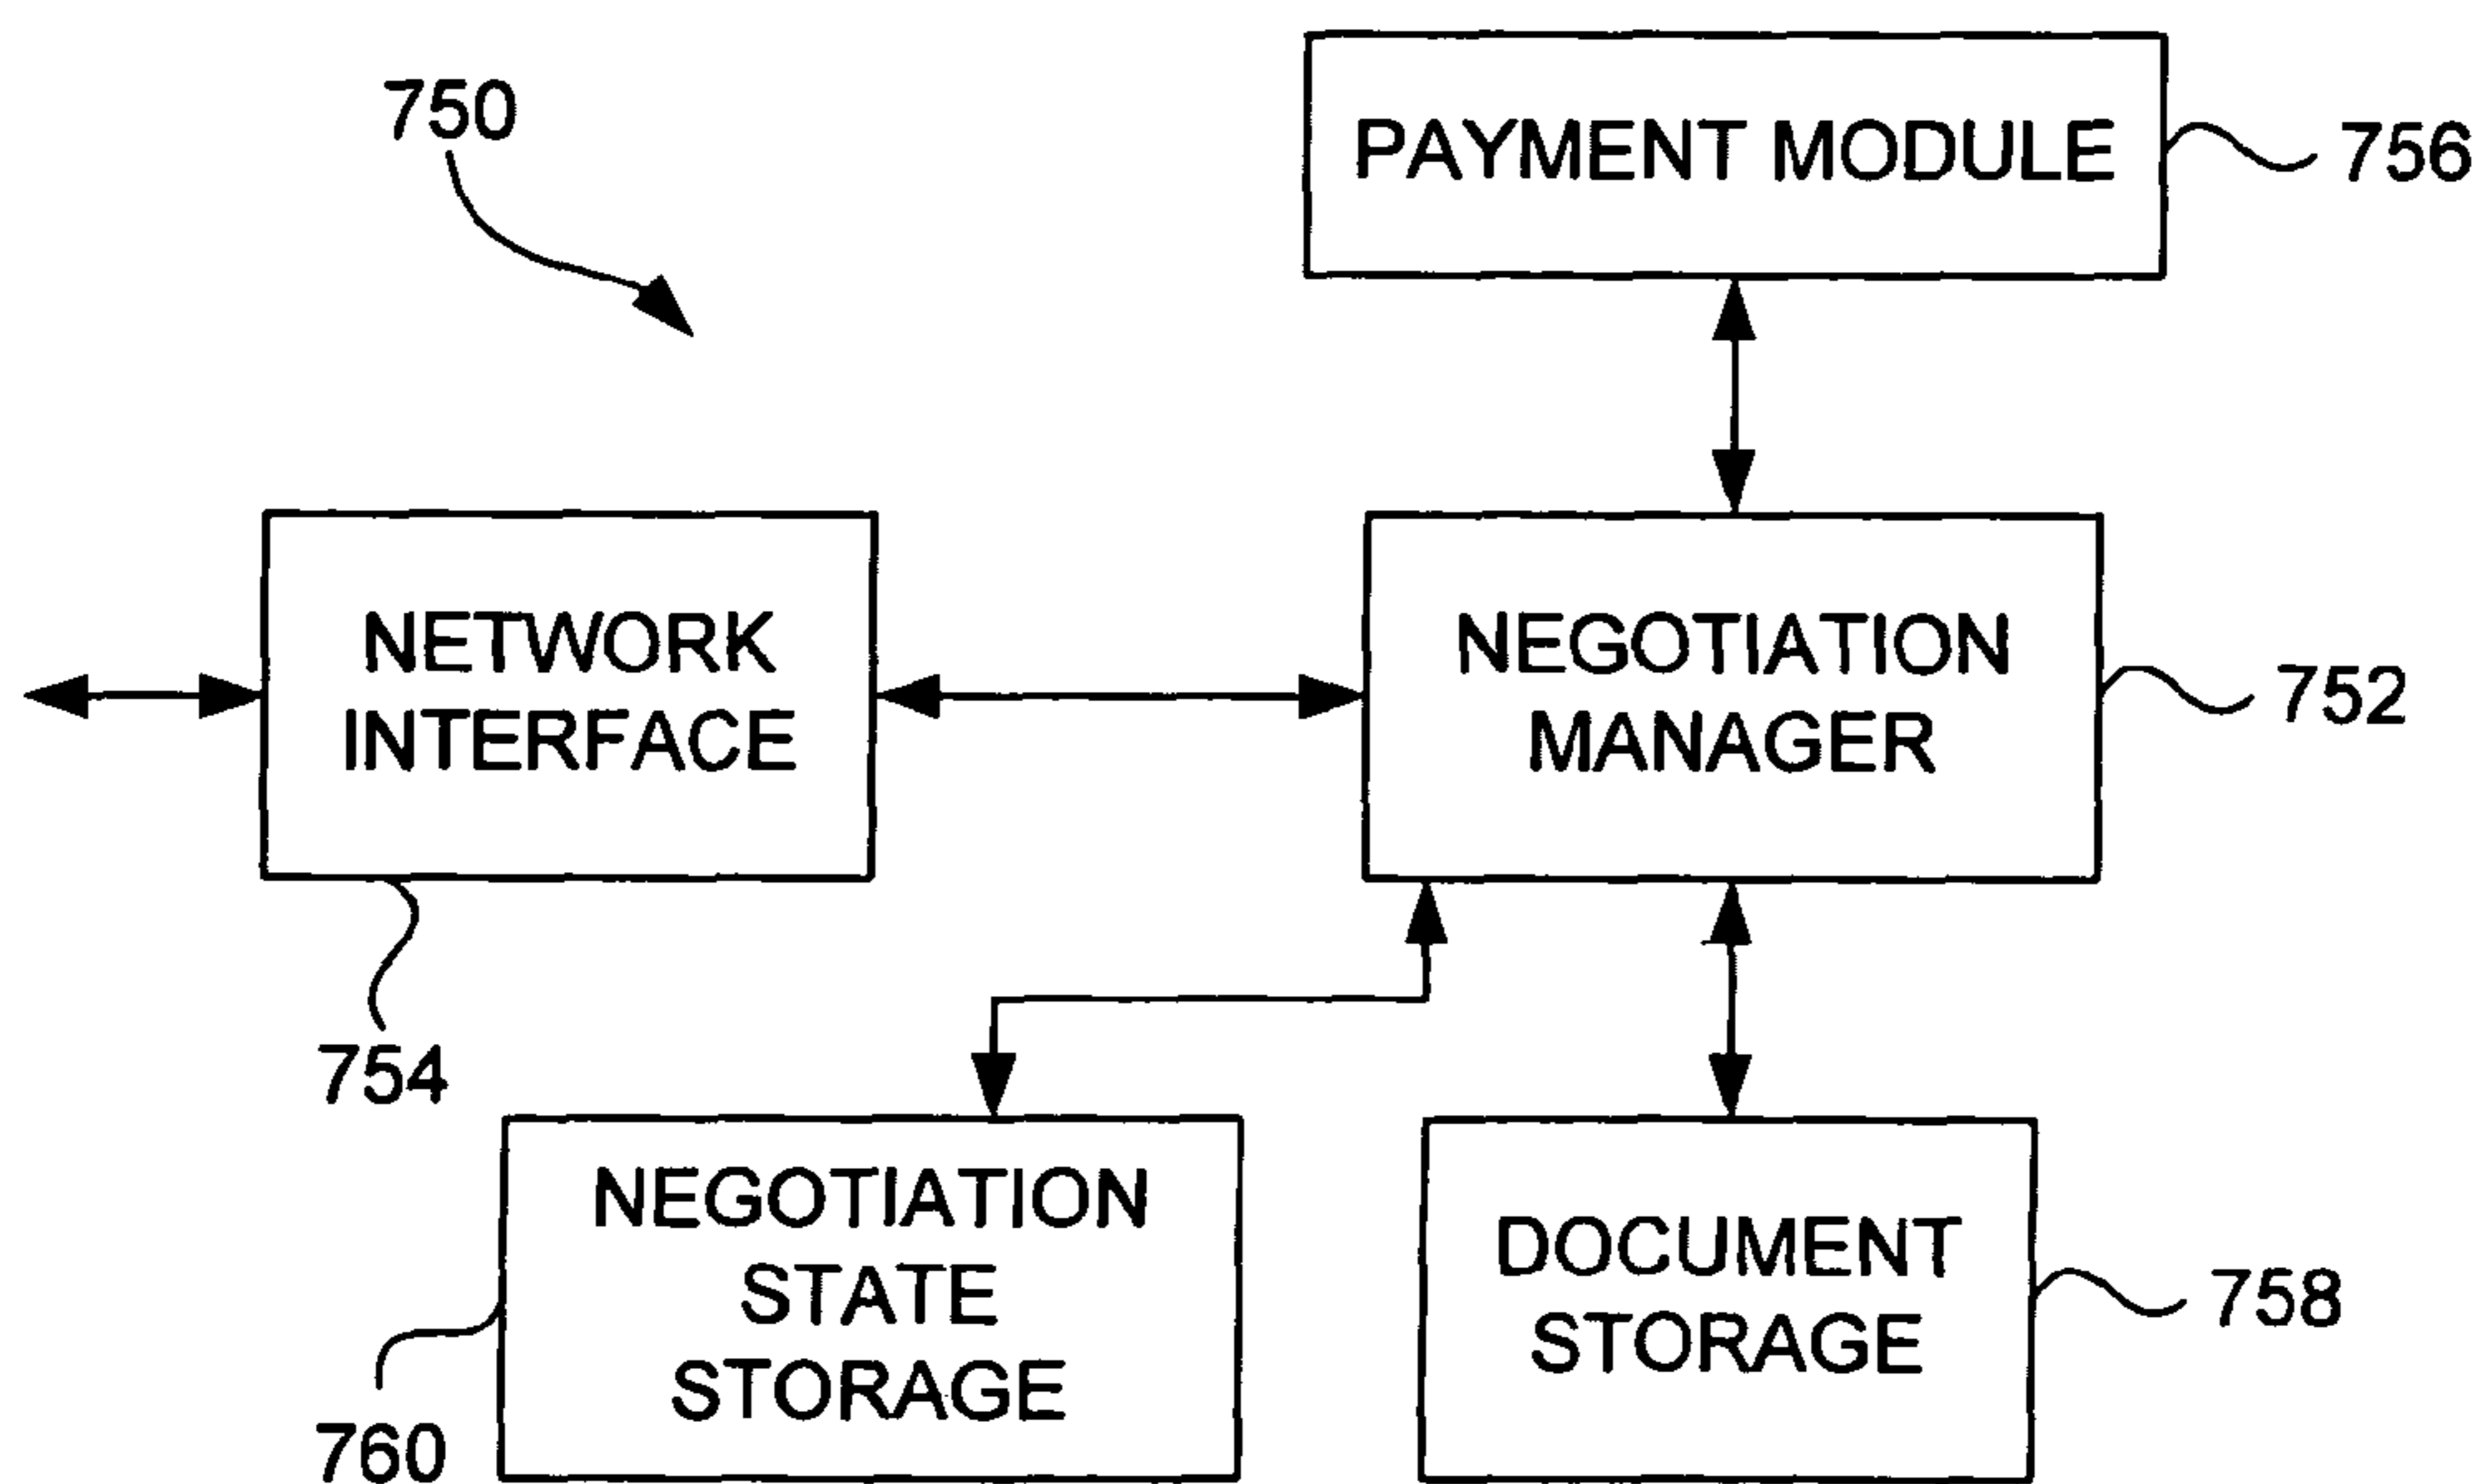 750
PAYMENT MODULE
756
NETWORK
INTERFACE
NEGOTIATION
MANAGER
752
754
NEGOTIATION
STATE
STORAGE
760
DOCUMENT
STORAGE
758